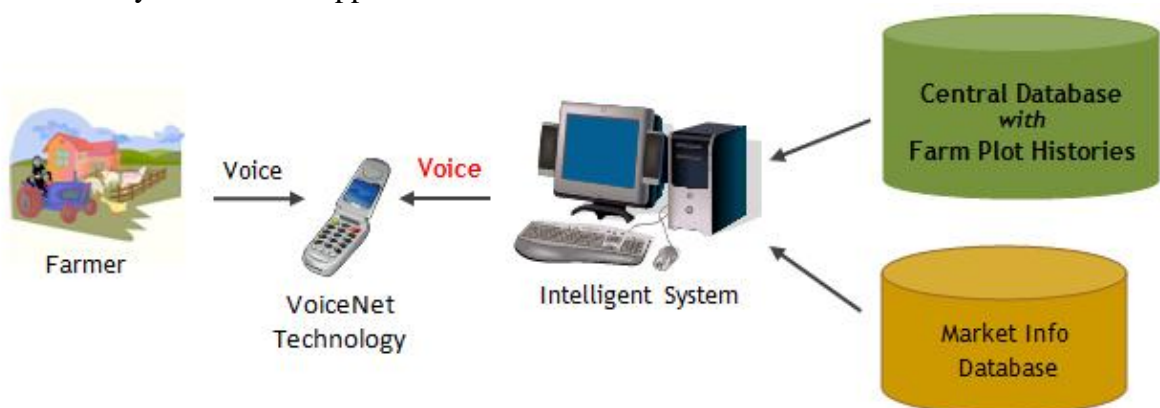 Central Database
with
Farm Plot Histories
Voice
Voice
Farmer
VoiceNet
Technology
Intelligent System
Market Info
Database